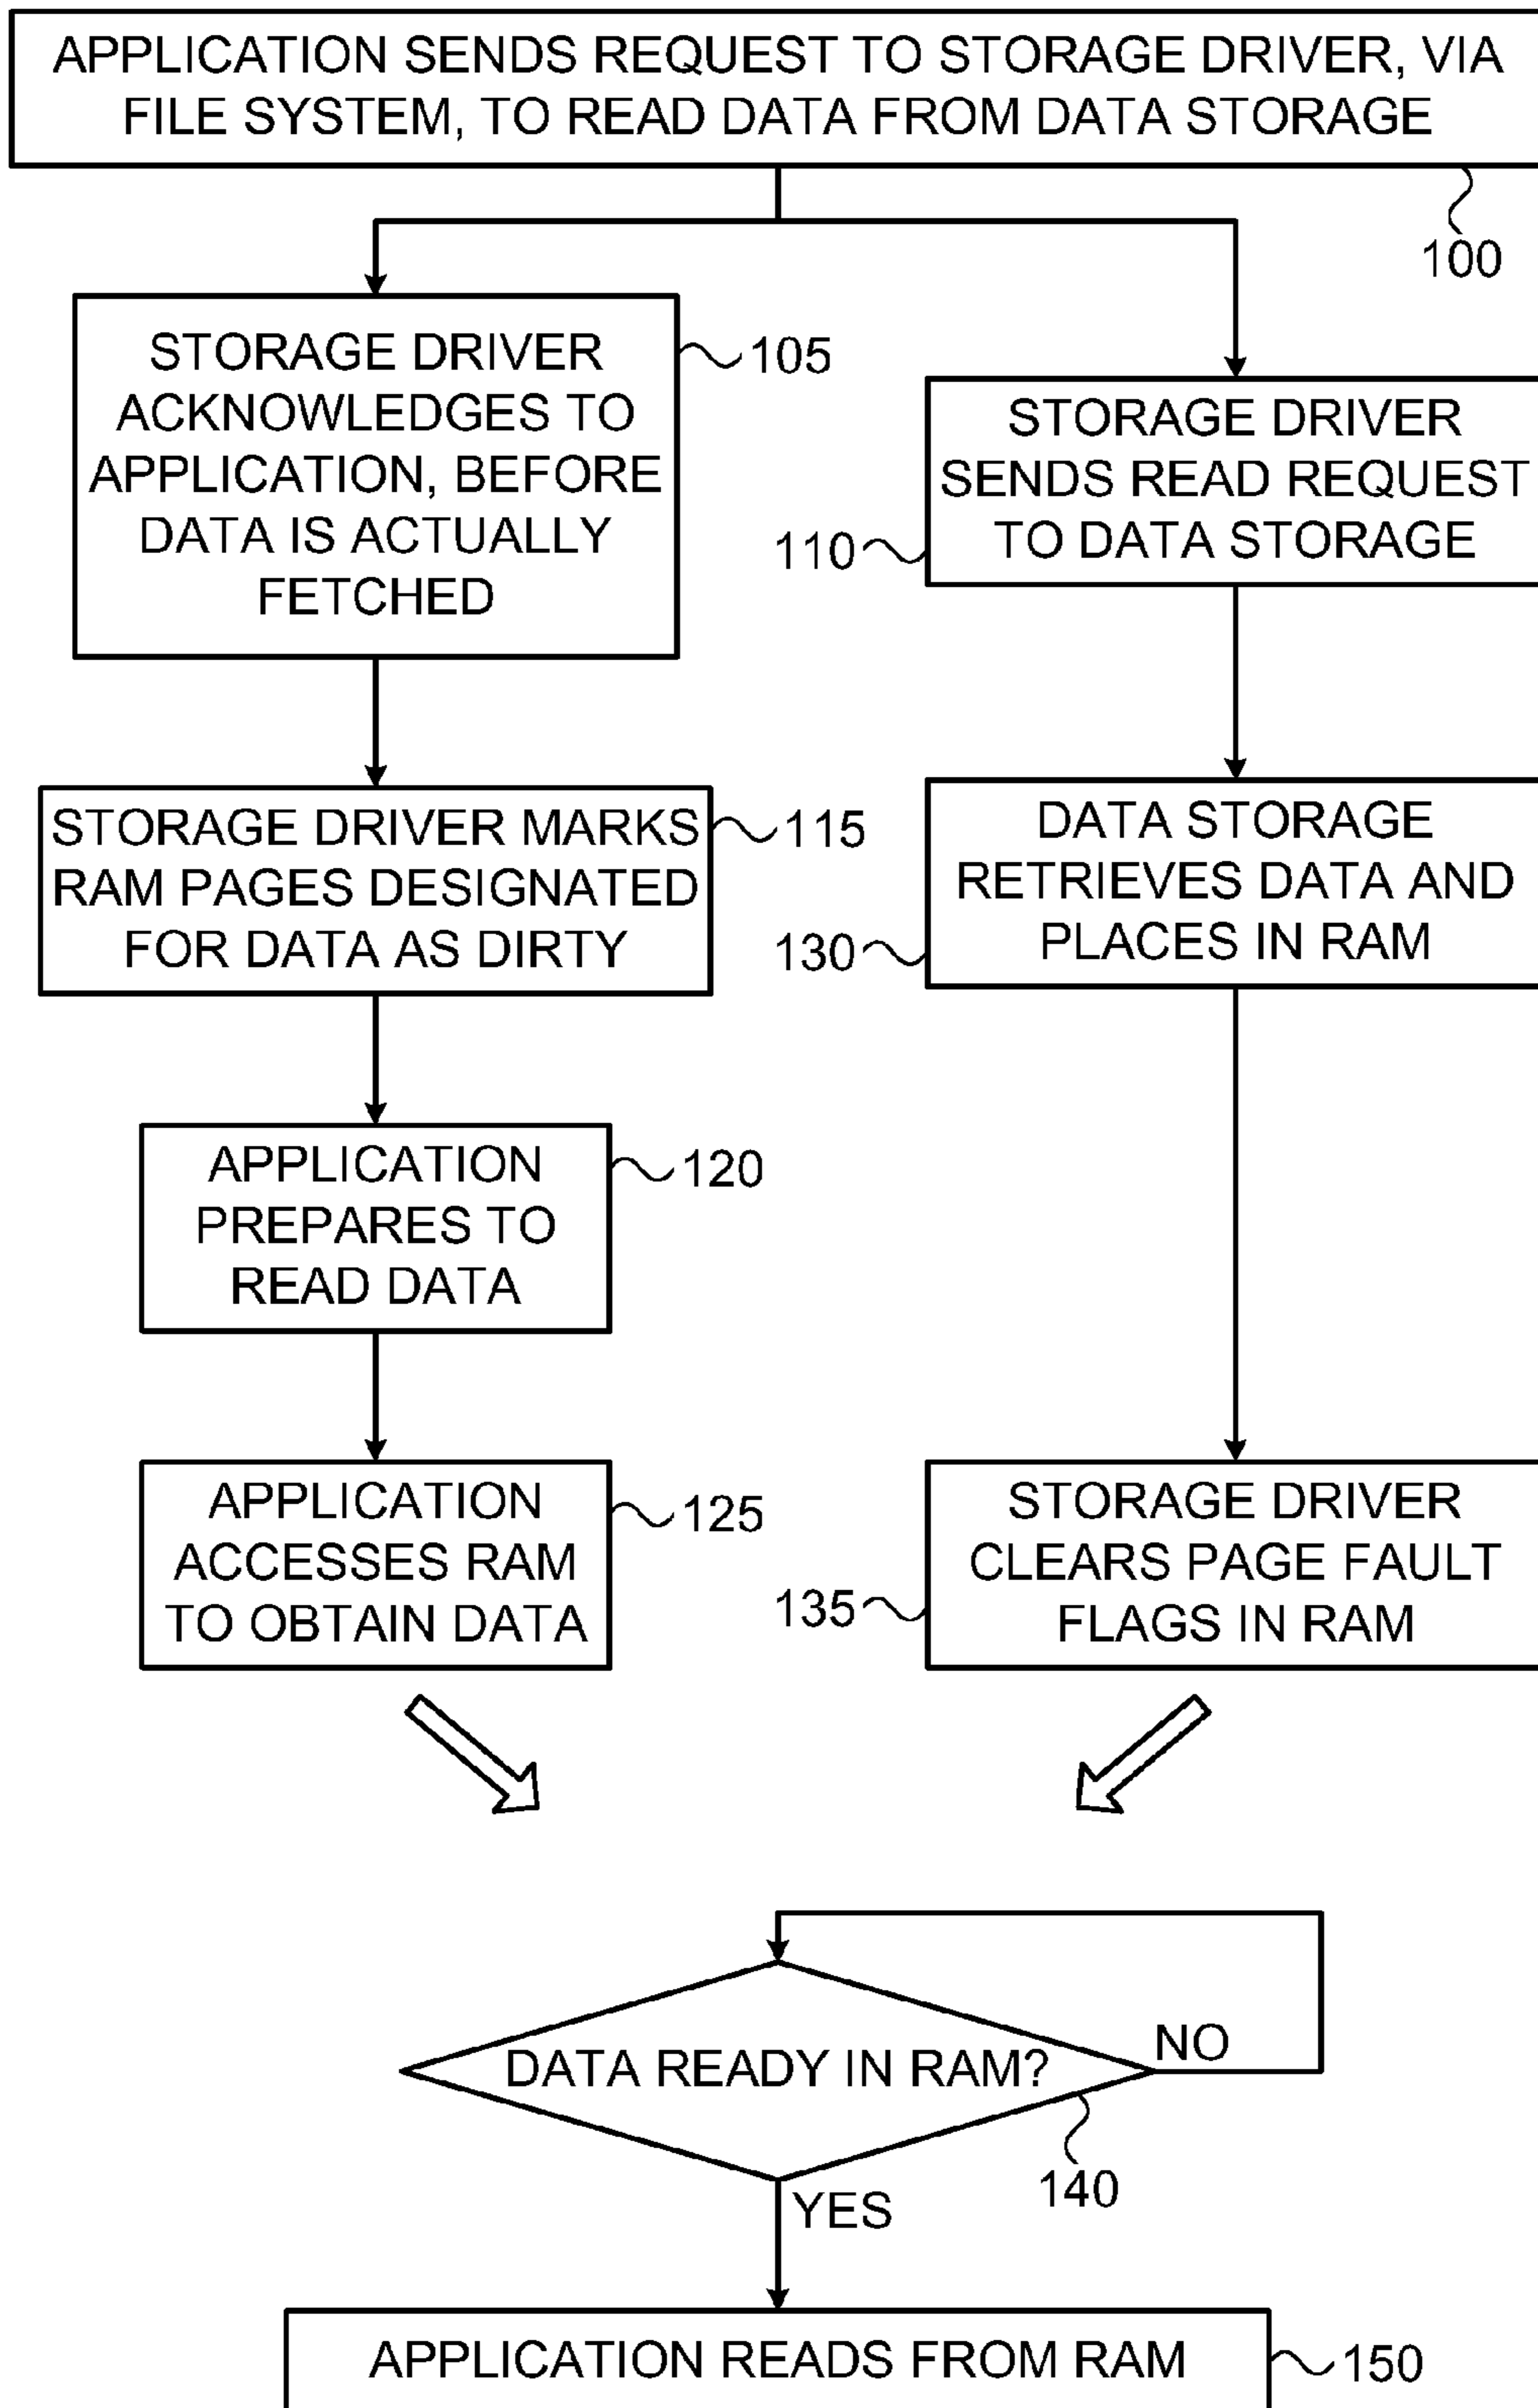 APPLICATION SENDS REQUEST TO STORAGE DRIVER, VIA
FILE SYSTEM, TO READ DATA FROM DATA STORAGE
100
STORAGE DRIVER
ACKNOWLEDGES TO
APPLICATION, BEFORE
DATA IS ACTUALLY
FETCHED
105
STORAGE DRIVER
SENDS READ REQUEST
TO DATA STORAGE
110
STORAGE DRIVER MARKS
RAM PAGES DESIGNATED
FOR DATA AS DIRTY
115
DATA STORAGE
RETRIEVES DATA AND
PLACES IN RAM
130
APPLICATION
PREPARES TO
READ DATA
120
APPLICATION
ACCESSES RAM
TO OBTAIN DATA
125
STORAGE DRIVER
CLEARS PAGE FAULT
FLAGS IN RAM
135
DATA READY IN RAM?
NO
140
YES
APPLICATION READS FROM RAM
150